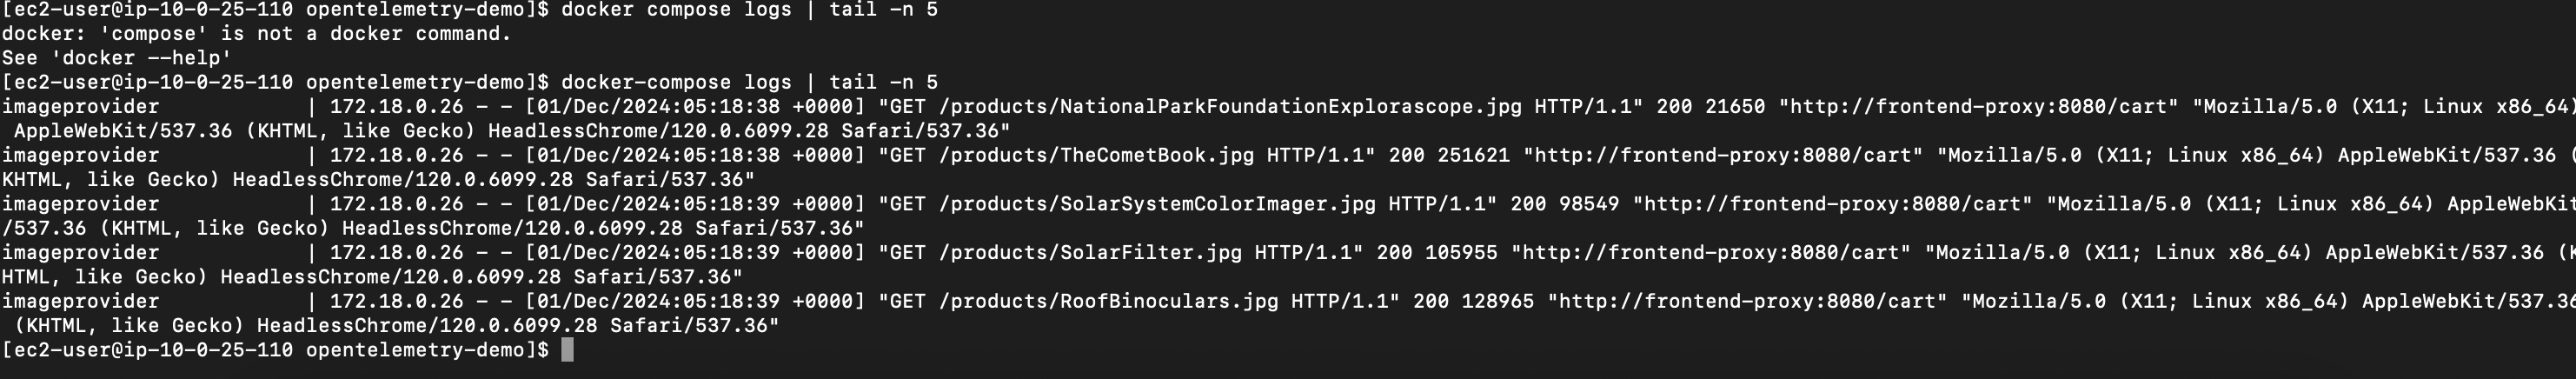 [ec2-user@ip-10-0-25-110 opentelemetry-demo]$ docker compose logs | tail -n 5
docker: 'compose' is not a docker command.
See 'docker --help'
[ec2-user@ip-10-0-25-110 opentelemetry-demo]$ docker-compose logs | tail -n 5
imageprovider            | 172.18.0.26 - - [01/Dec/2024:05:18:38 +0000] "GET /products/NationalParkFoundationExplorascope.jpg HTTP/1.1" 200 21650 "http://frontend-proxy:8080/cart" "Mozilla/5.0 (X11; Linux x86_64)
 AppleWebKit/537.36 (KHTML, like Gecko) HeadlessChrome/120.0.6099.28 Safari/537.36"
imageprovider            | 172.18.0.26 - - [01/Dec/2024:05:18:38 +0000] "GET /products/TheCometBook.jpg HTTP/1.1" 200 251621 "http://frontend-proxy:8080/cart" "Mozilla/5.0 (X11; Linux x86_64) AppleWebKit/537.36 (
KHTML, like Gecko) HeadlessChrome/120.0.6099.28 Safari/537.36"
imageprovider            | 172.18.0.26 - - [01/Dec/2024:05:18:39 +0000] "GET /products/SolarSystemColorImager.jpg HTTP/1.1" 200 98549 "http://frontend-proxy:8080/cart" "Mozilla/5.0 (X11; Linux x86_64) AppleWebKit
/537.36 (KHTML, like Gecko) HeadlessChrome/120.0.6099.28 Safari/537.36"
imageprovider            | 172.18.0.26 - - [01/Dec/2024:05:18:39 +0000] "GET /products/SolarFilter.jpg HTTP/1.1" 200 105955 "http://frontend-proxy:8080/cart" "Mozilla/5.0 (X11; Linux x86_64) AppleWebKit/537.36 (K
HTML, like Gecko) HeadlessChrome/120.0.6099.28 Safari/537.36"
imageprovider            | 172.18.0.26 - - [01/Dec/2024:05:18:39 +0000] "GET /products/RoofBinoculars.jpg HTTP/1.1" 200 128965 "http://frontend-proxy:8080/cart" "Mozilla/5.0 (X11; Linux x86_64) AppleWebKit/537.36
 (KHTML, like Gecko) HeadlessChrome/120.0.6099.28 Safari/537.36"
[ec2-user@ip-10-0-25-110 opentelemetry-demo]$